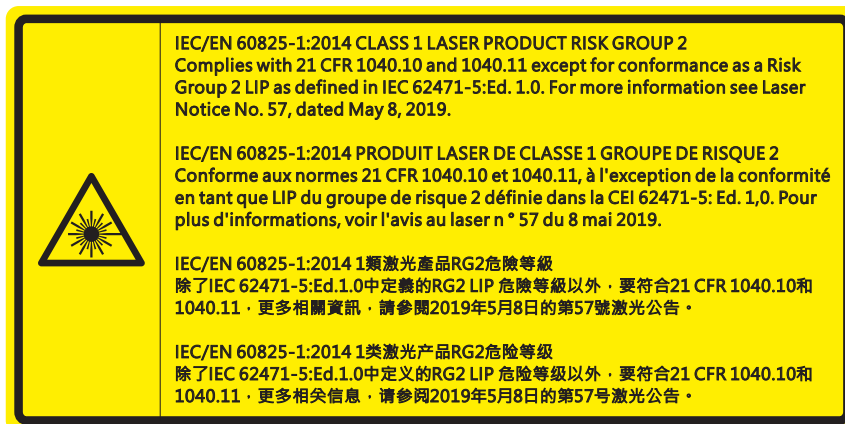 IEC/EN 60825-1:2014 CLASS 1 LASER PRODUCT RISK GROUP 2
Complies with 21 CFR 1040.10 and 1040.11 except for conformance as a Risk
Group 2 LIP as defined in IEC 62471-5:Ed. 1.0. For more information see Laser
Notice No. 57, dated May 8, 2019.
IEC/EN 60825-1:2014 PRODUIT LASER DE CLASSE 1 GROUPE DE RISQUE 2
Conforme aux normes 21 CFR 1040.10 et 1040.11, à l'exception de la conformité
en tant que LIP du groupe de risque 2 définie dans la CEI 62471-5: Ed. 1,0. Pour
plus d'informations, voir l'avis au laser n ° 57 du 8 mai 2019.
IEC/EN 60825-1:2014 1類激光產品RG2危險等級
除了IEC 62471-5:Ed.1.0中定義的RG2 LIP 危險等級以外，要符合21 CFR 1040.10和
1040.11，更多相關資訊，請參閱2019年5月8日的第57號激光公告。
IEC/EN 60825-1:2014 1类激光产品RG2危险等级
除了IEC 62471-5:Ed.1.0中定义的RG2 LIP 危险等级以外，要符合21 CFR 1040.10和
1040.11，更多相关信息，请参阅2019年5月8日的第57号激光公告。